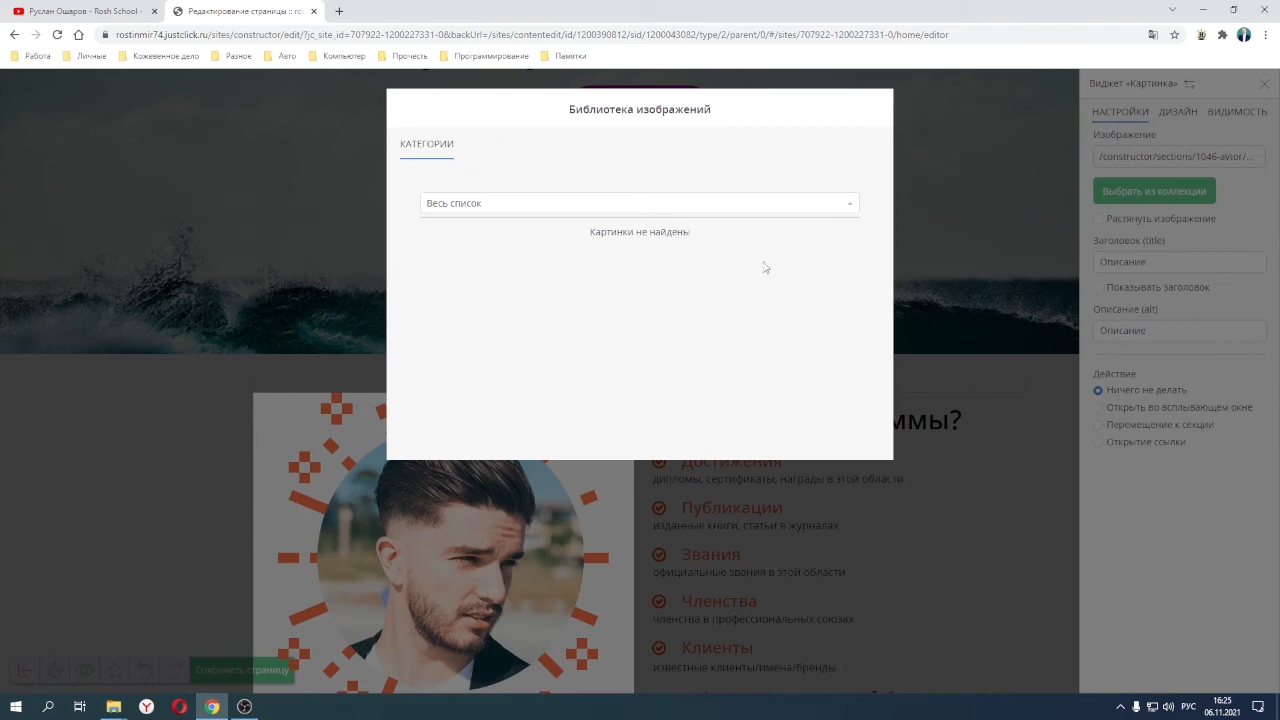 Руслан Ошаров - Rosh School -
Редактирование страницы :: ro
rostinmir74.justclick.ru/sites/constructor/edit/?jc_site_id=707922-1200227331-0&backUrl=/sites/contentedit/id/1200390812/sid/1200043082/type/2/parent/0/#/sites/707922-1200227331-0/home/editor
Работа
Личные
Кожевенное дело
Разное
Авто
Компьютер
Прочесть
Программирование
Памятки
Библиотека изображений
КАТЕГОРИИ
Весь список
Картинки не найдены
Виджет «Картинка»
НАСТРОЙКИ
ДИЗАЙН
ВИДИМОСТЬ
Изображение
/constructor/sections/1046-avtor/...
Выбрать из коллекции
Растянуть изображение
Заголовок (title)
Описание
Показывать заголовок
Описание (alt)
Описание
Действие
Ничего не делать
Открыть во всплывающем окне
Перемещение к секции
Открытие ссылки
ммы?
Достижения
дипломы, сертификаты, награды в этой области
Публикации
изданные книги, статьи в журналах
Звания
официальные звания в этой области
Членства
членства в профессиональных союзах
Клиенты
известные клиенты/имена/бренды
Сохранить страницу
РУС
16:25
06.11.2021